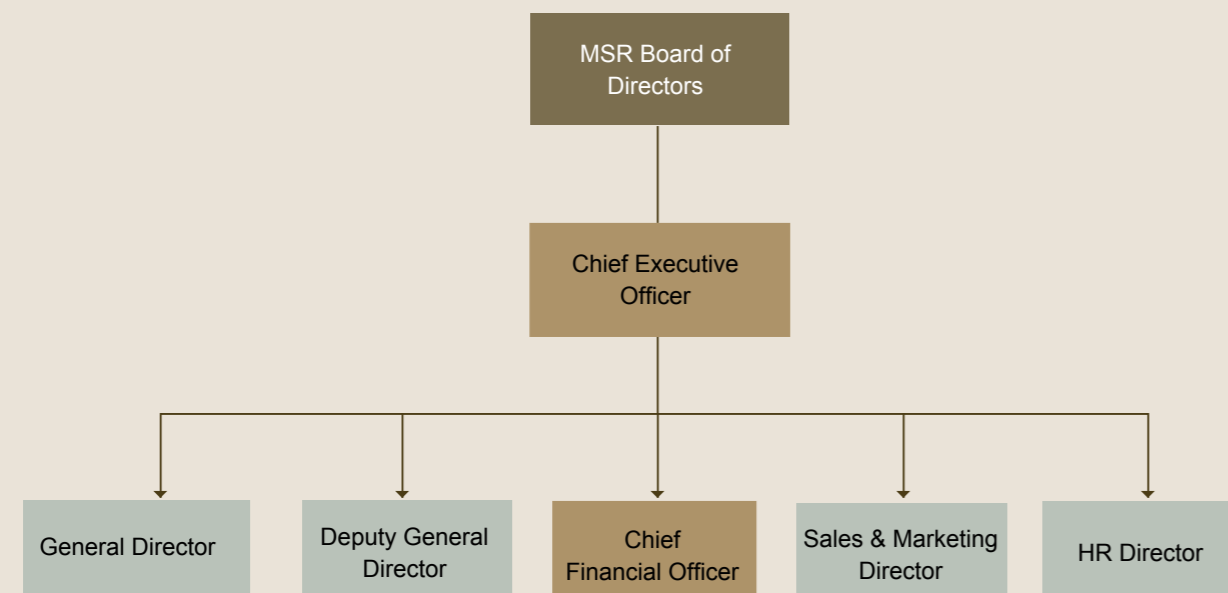 MSR Board of
Directors
Chief Executive
Officer
General Director
Deputy General
Director
Chief
Financial Officer
Sales & Marketing
Director
HR Director